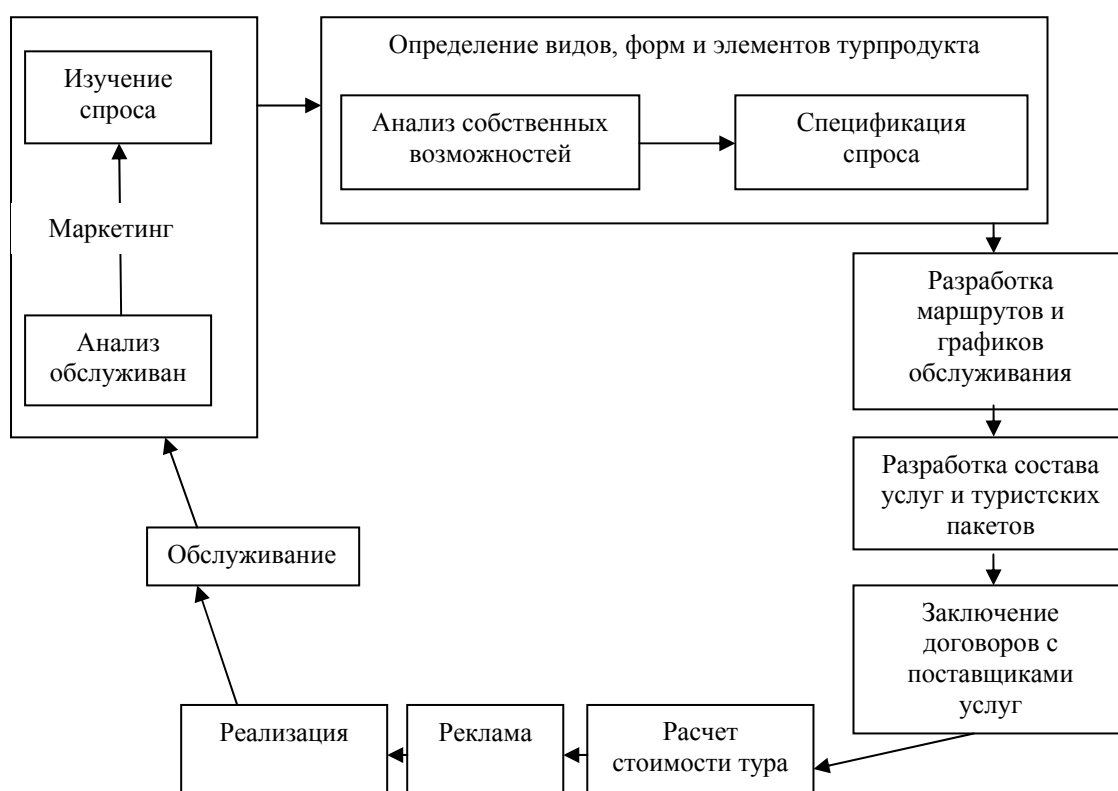 Изучение
спроса
Маркетинг
Анализ
обслуживан
Определение видов, форм и элементов турпродукта
Анализ собственных
возможностей
Спецификация
спроса
Разработка
маршрутов и
графиков
обслуживания
Разработка состава
услуг и туристских
пакетов
Заключение
договоров с
поставщиками
услуг
Расчет
стоимости тура
Реклама
Реализация
Обслуживание